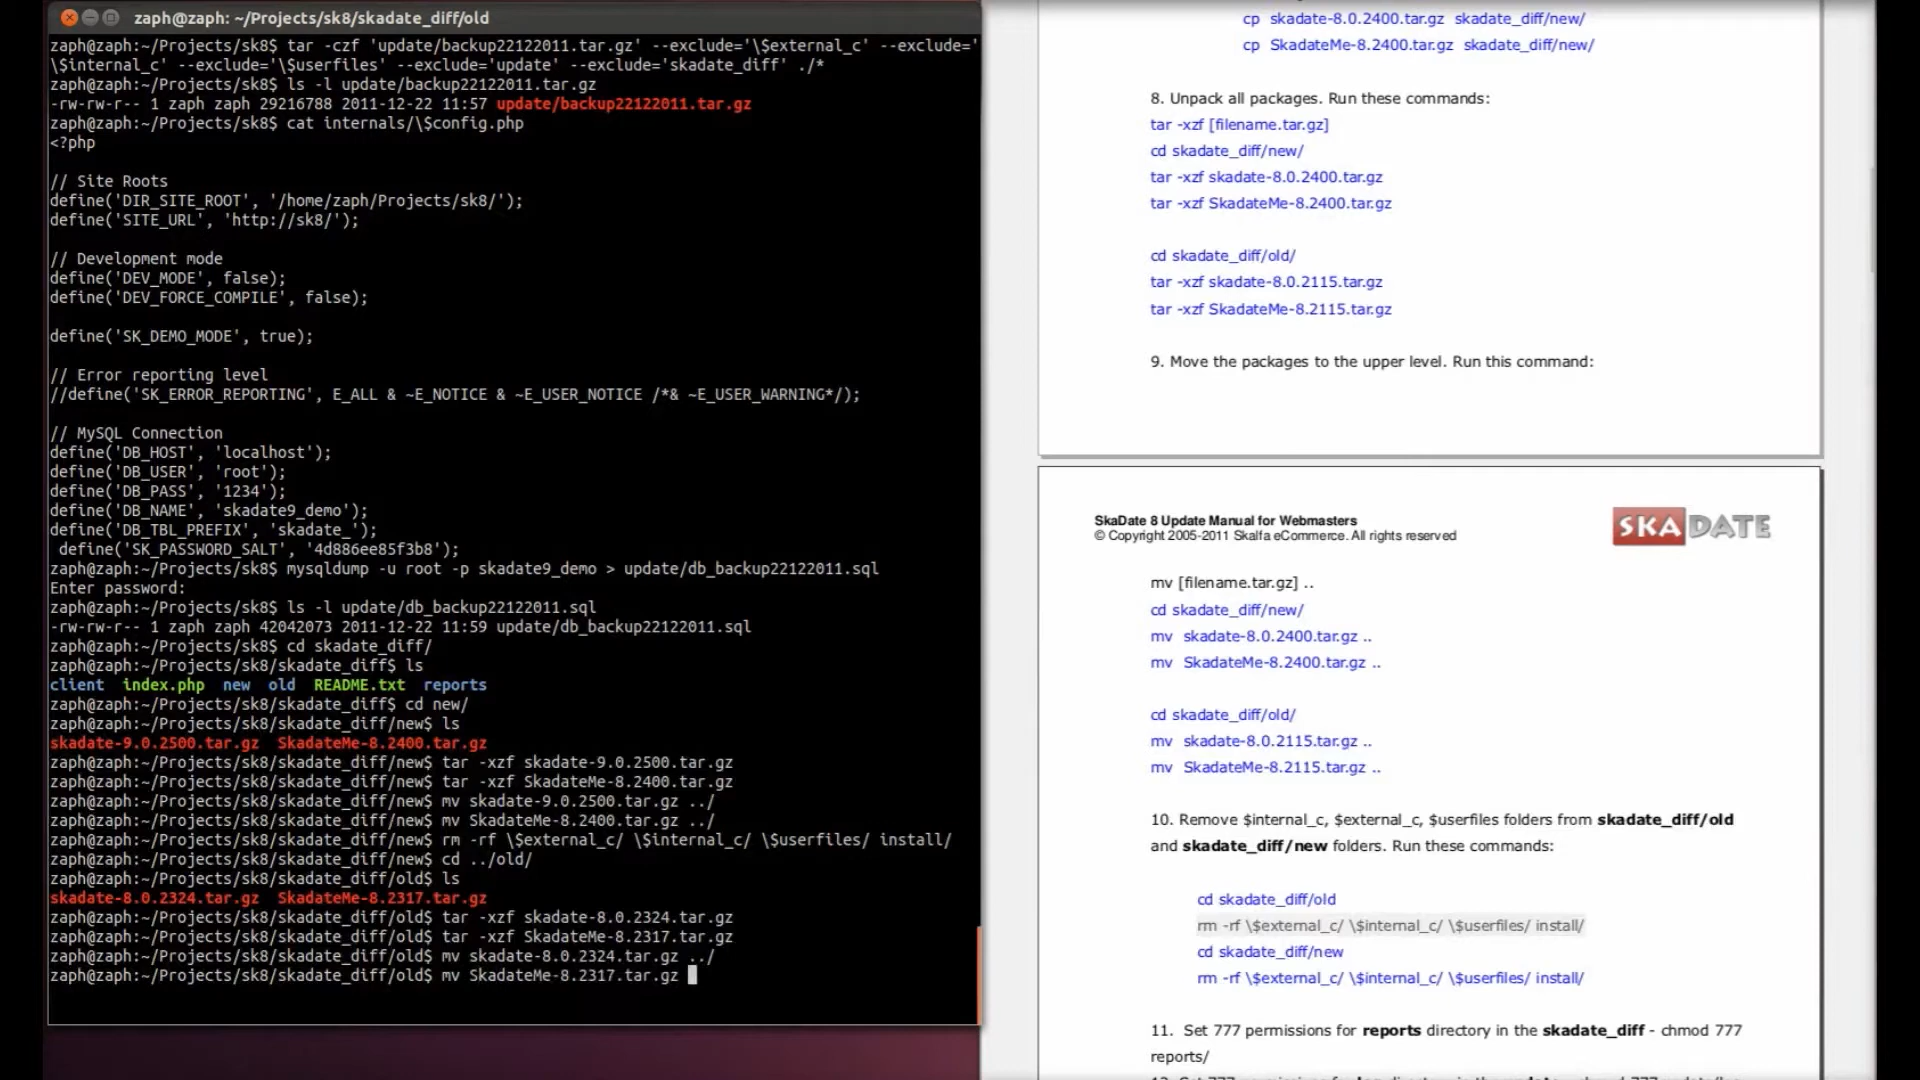 zaph@zaph: ~/Projects/sk8/skadate_diff/old
zaph@zaph:~/Projects/sk8$ tar -czf 'update/backup22122011.tar.gz' --exclude='\$external_c' --exclude='
\$internal_c' --exclude='\$userfiles' --exclude='update' --exclude='skadate_diff' ./*
zaph@zaph:~/Projects/sk8$ ls -l update/backup22122011.tar.gz
-rw-rw-r-- 1 zaph zaph 29216788 2011-12-22 11:57 update/backup22122011.tar.gz
zaph@zaph:~/Projects/sk8$ cat internals/\$config.php
<?php
// Site Roots
define('DIR_SITE_ROOT', '/home/zaph/Projects/sk8/');
define('SITE_URL', 'http://sk8/');
// Development mode
define('DEV_MODE', false);
define('DEV_FORCE_COMPILE', false);
define('SK_DEMO_MODE', true);
// Error reporting level
//define('SK_ERROR_REPORTING', E_ALL & ~E_NOTICE & ~E_USER_NOTICE /*& ~E_USER_WARNING*/);
// MySQL Connection
define('DB_HOST', 'localhost');
define('DB_USER', 'root');
define('DB_PASS', '1234');
define('DB_NAME', 'skadate9_demo');
define('DB_TBL_PREFIX', 'skadate_');
define('SK_PASSWORD_SALT', '4d886ee85f3b8');
zaph@zaph:~/Projects/sk8$ mysqldump -u root -p skadate9_demo > update/db_backup22122011.sql
Enter password:
zaph@zaph:~/Projects/sk8$ ls -l update/db_backup22122011.sql
-rw-rw-r-- 1 zaph zaph 42042073 2011-12-22 11:59 update/db_backup22122011.sql
zaph@zaph:~/Projects/sk8$ cd skadate_diff/
zaph@zaph:~/Projects/sk8/skadate_diff$ ls
client index.php new old README.txt reports
zaph@zaph:~/Projects/sk8/skadate_diff$ cd new/
zaph@zaph:~/Projects/sk8/skadate_diff/new$ ls
skadate-9.0.2500.tar.gz SkadateMe-8.2400.tar.gz
zaph@zaph:~/Projects/sk8/skadate_diff/new$ tar -xzf skadate-9.0.2500.tar.gz
zaph@zaph:~/Projects/sk8/skadate_diff/new$ tar -xzf SkadateMe-8.2400.tar.gz
zaph@zaph:~/Projects/sk8/skadate_diff/new$ mv skadate-9.0.2500.tar.gz ../
zaph@zaph:~/Projects/sk8/skadate_diff/new$ mv SkadateMe-8.2400.tar.gz ../
zaph@zaph:~/Projects/sk8/skadate_diff/new$ rm -rf \$external_c/ \$internal_c/ \$userfiles/ install/
zaph@zaph:~/Projects/sk8/skadate_diff/new$ cd ../old/
zaph@zaph:~/Projects/sk8/skadate_diff/old$ ls
skadate-8.0.2324.tar.gz SkadateMe-8.2317.tar.gz
zaph@zaph:~/Projects/sk8/skadate_diff/old$ tar -xzf skadate-8.0.2324.tar.gz
zaph@zaph:~/Projects/sk8/skadate_diff/old$ tar -xzf SkadateMe-8.2317.tar.gz
zaph@zaph:~/Projects/sk8/skadate_diff/old$ mv skadate-8.0.2324.tar.gz ../
zaph@zaph:~/Projects/sk8/skadate_diff/old$ mv SkadateMe-8.2317.tar.gz
cp skadate-8.0.2400.tar.gz skadate_diff/new/
cp SkadateMe-8.2400.tar.gz skadate_diff/new/
8. Unpack all packages. Run these commands:
tar -xzf [filename.tar.gz]
cd skadate_diff/new/
tar -xzf skadate-8.0.2400.tar.gz
tar -xzf SkadateMe-8.2400.tar.gz
cd skadate_diff/old/
tar -xzf skadate-8.0.2115.tar.gz
tar -xzf SkadateMe-8.2115.tar.gz
9. Move the packages to the upper level. Run this command:
SkaDate 8 Update Manual for Webmasters
© Copyright 2005-2011 Skalfa eCommerce. All rights reserved
SKADATE
mv [filename.tar.gz] ..
cd skadate_diff/new/
mv skadate-8.0.2400.tar.gz ..
mv SkadateMe-8.2400.tar.gz ..
cd skadate_diff/old/
mv skadate-8.0.2115.tar.gz ..
mv SkadateMe-8.2115.tar.gz ..
10. Remove $internal_c, $external_c, $userfiles folders from skadate_diff/old
and skadate_diff/new folders. Run these commands:
cd skadate_diff/old
rm -rf \$external_c/ \$internal_c/ \$userfiles/ install/
cd skadate_diff/new
rm -rf \$external_c/ \$internal_c/ \$userfiles/ install/
11. Set 777 permissions for reports directory in the skadate_diff - chmod 777
reports/